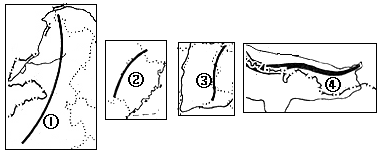 ① ② ③ ④